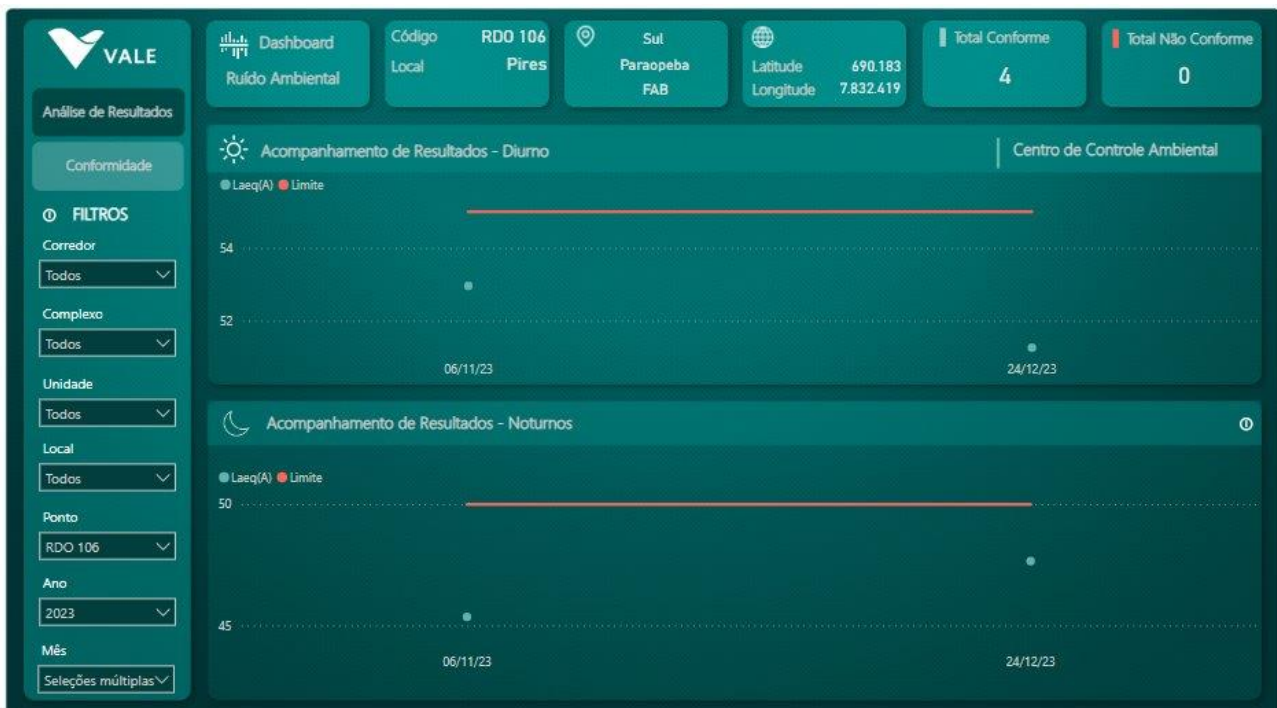 VALE
Análise de Resultados
Conformidade
FILTROS
Corredor
Todos
Complexo
Todos
Unidade
Todos
Local
Todos
Ponto
RDO 106
Ano
2023
Mês
Seleções múltiplas
Dashboard
Ruído Ambiental
Código RDO 106
Local Pires
Sul
Paraopeba
FAB
Latitude 690.183
Longitude 7.832.419
Total Conforme
4
Total Não Conforme
0
Acompanhamento de Resultados - Diurno
Centro de Controle Ambiental
Laeq(A) Limite
54
52
06/11/23 24/12/23
Acompanhamento de Resultados - Noturnos
Laeq(A) Limite
50
45
06/11/23 24/12/23